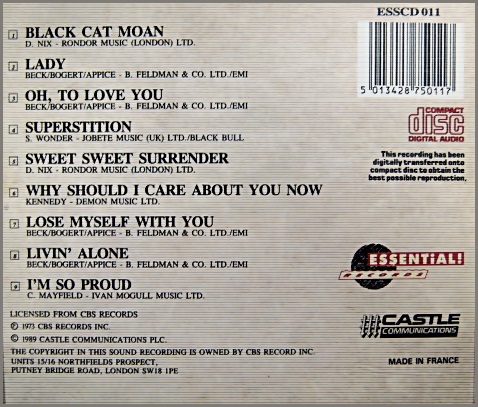 ESSCD 011
1 BLACK CAT MOAN
D. NIX - RONDOR MUSIC (LONDON) LTD.
2 LADY
BECK/BOGERT/APPICE - B. FELDMAN & CO. LTD./EMI
3 OH, TO LOVE YOU
BECK/BOGERT/APPICE - B. FELDMAN & CO. LTD./EMI
4 SUPERSTITION
S. WONDER - JOBETE MUSIC (UK) LTD./BLACK BULL
5 SWEET SWEET SURRENDER
D. NIX - RONDOR MUSIC (LONDON) LTD.
6 WHY SHOULD I CARE ABOUT YOU NOW
KENNEDY - DEMON MUSIC LTD.
7 LOSE MYSELF WITH YOU
BECK/BOGERT/APPICE - B. FELDMAN & CO. LTD./EMI
8 LIVIN' ALONE
BECK/BOGERT/APPICE - B. FELDMAN & CO. LTD./EMI
9 I'M SO PROUD
C. MAYFIELD - IVAN MOGULL MUSIC LTD.
LICENSED FROM CBS RECORDS
℗ 1973 CBS RECORDS INC.
© 1989 CASTLE COMMUNICATIONS PLC.
THE COPYRIGHT IN THIS SOUND RECORDING IS OWNED BY CBS RECORD INC.
UNITS 15/16 NORTHFIELDS PROSPECT,
PUTNEY BRIDGE ROAD, LONDON SW18 1PE
5 013428 750117
COMPACT
disc
DIGITAL AUDIO
This recording has been
digitally transferred onto
compact disc to obtain the
best possible reproduction.
ESSENTiAL!
RECORDS
CASTLE
COMMUNICATIONS
MADE IN FRANCE